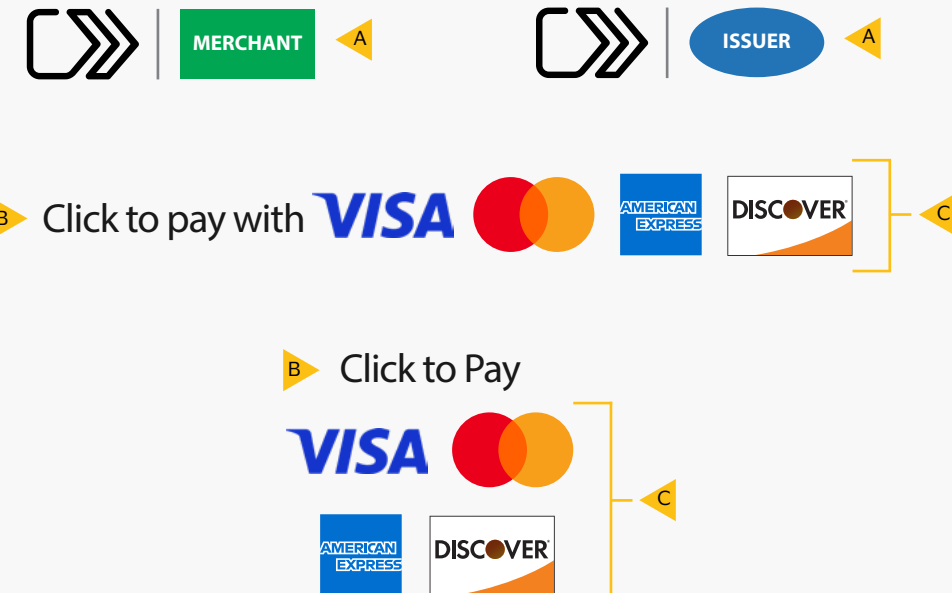 MERCHANT A
ISSUER A
B Click to pay with VISA AMERICAN EXPRESS DISCOVER C
B Click to Pay
VISA
C
AMERICAN EXPRESS DISCOVER